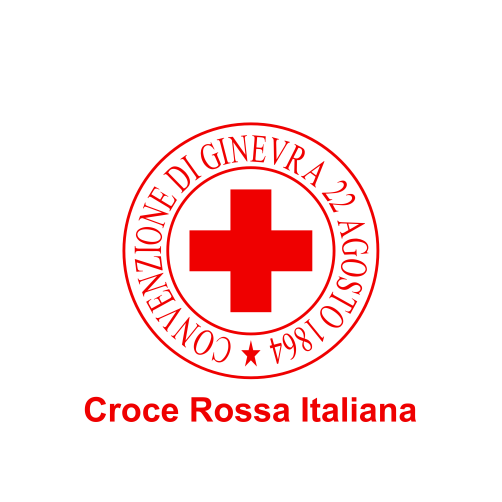 CONVENZIONE DI GINEVRA 22 AGOSTO 1864
Croce Rossa Italiana